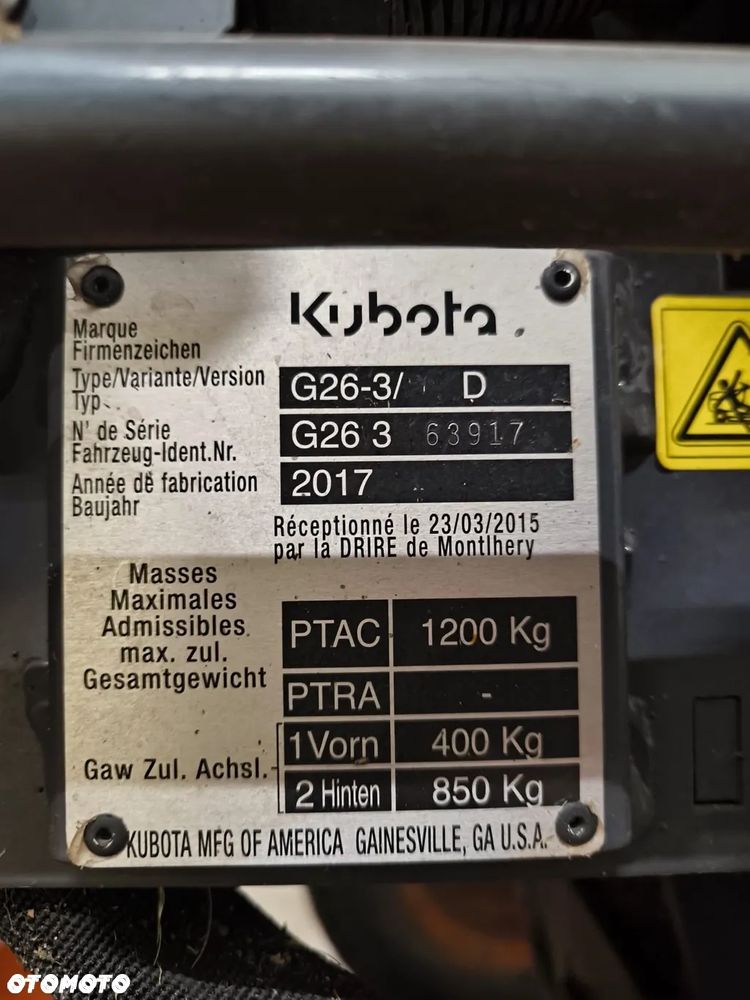 Kubota
Marque
Firmenzeichen
Type/Variante/Version
Typ
G26-3/ D
N' de Série
Fahrzeug-Ident.Nr.
G26 3 63917
Année de fabrication
Baujahr
2017
Réceptionné le 23/03/2015
par la DRIRE de Montlhery
Masses
Maximales
Admissibles
max. zul.
Gesamtgewicht
PTAC 1200 Kg
PTRA -
Gaw Zul. Achsl.
1 Vorn 400 Kg
2 Hinten 850 Kg
KUBOTA MFG OF AMERICA GAINESVILLE, GA U.S.A.
OTOMOTO